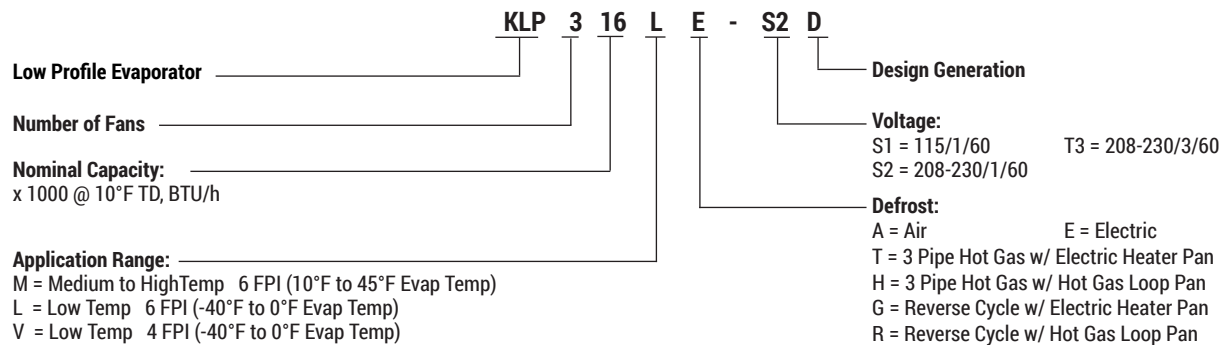 KLP 3 16 L E - S2 D
Low Profile Evaporator
Number of Fans
Nominal Capacity:
x 1000 @ 10°F TD, BTU/h
Application Range:
M = Medium to HighTemp 6 FPI (10°F to 45°F Evap Temp)
L = Low Temp 6 FPI (-40°F to 0°F Evap Temp)
V = Low Temp 4 FPI (-40°F to 0°F Evap Temp)
Design Generation
Voltage:
S1 = 115/1/60 T3 = 208-230/3/60
S2 = 208-230/1/60
Defrost:
A = Air E = Electric
T = 3 Pipe Hot Gas w/ Electric Heater Pan
H = 3 Pipe Hot Gas w/ Hot Gas Loop Pan
G = Reverse Cycle w/ Electric Heater Pan
R = Reverse Cycle w/ Hot Gas Loop Pan